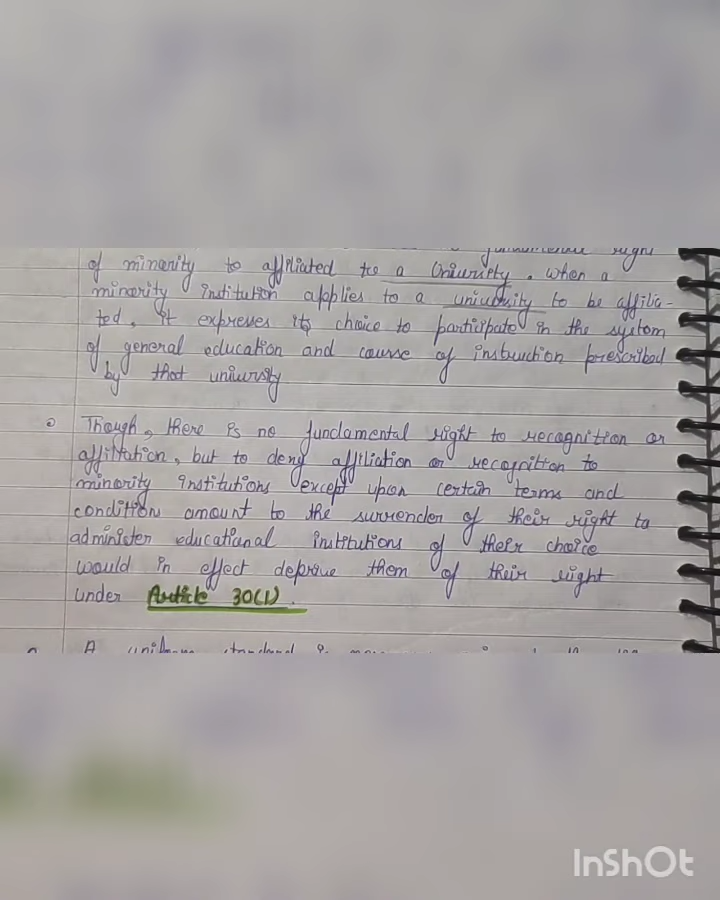 right
of minority to affiliated to a University. when a
minority institution applies to a university to be affilia-
ted, it expresses its choice to participate in the system
of general education and course of instruction prescribed
by that university
Though, there is no fundamental right to recognition or
affiliation, but to deny affiliation or recognition to
minority institutions except upon certain terms and
condition amount to the surrender of their right to
administer educational institutions of their choice
would in effect deprive them of their right
under Article 30(1).
A
InShOt